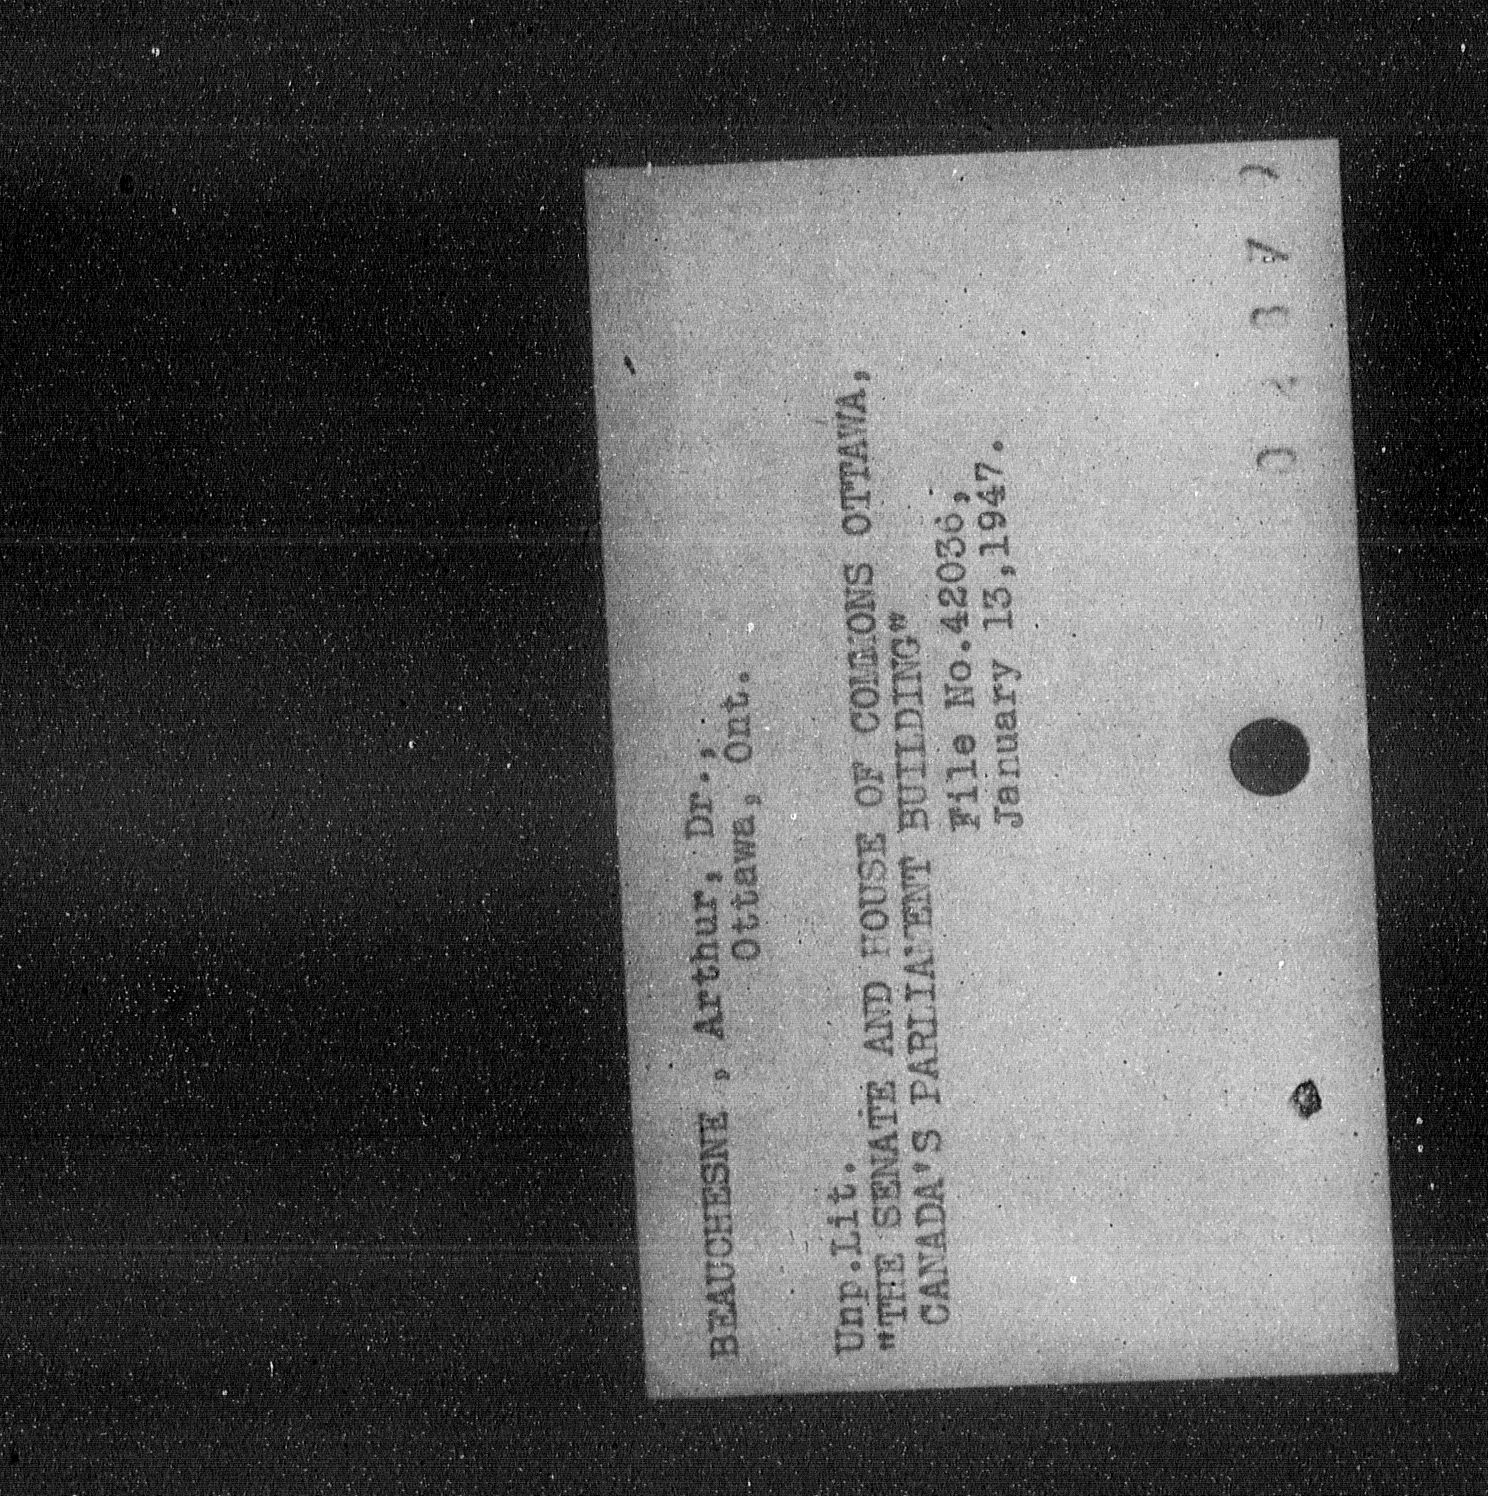 BEAUCHESNE , Arthur, Dr.,
Ottawa, Ont.
Unp.Lit.
"THE SENATE AND HOUSE OF COMMONS OTTAWA,
CANADA'S PARLIAMENT BUILDING"
File No.42036,
January 13,1947.